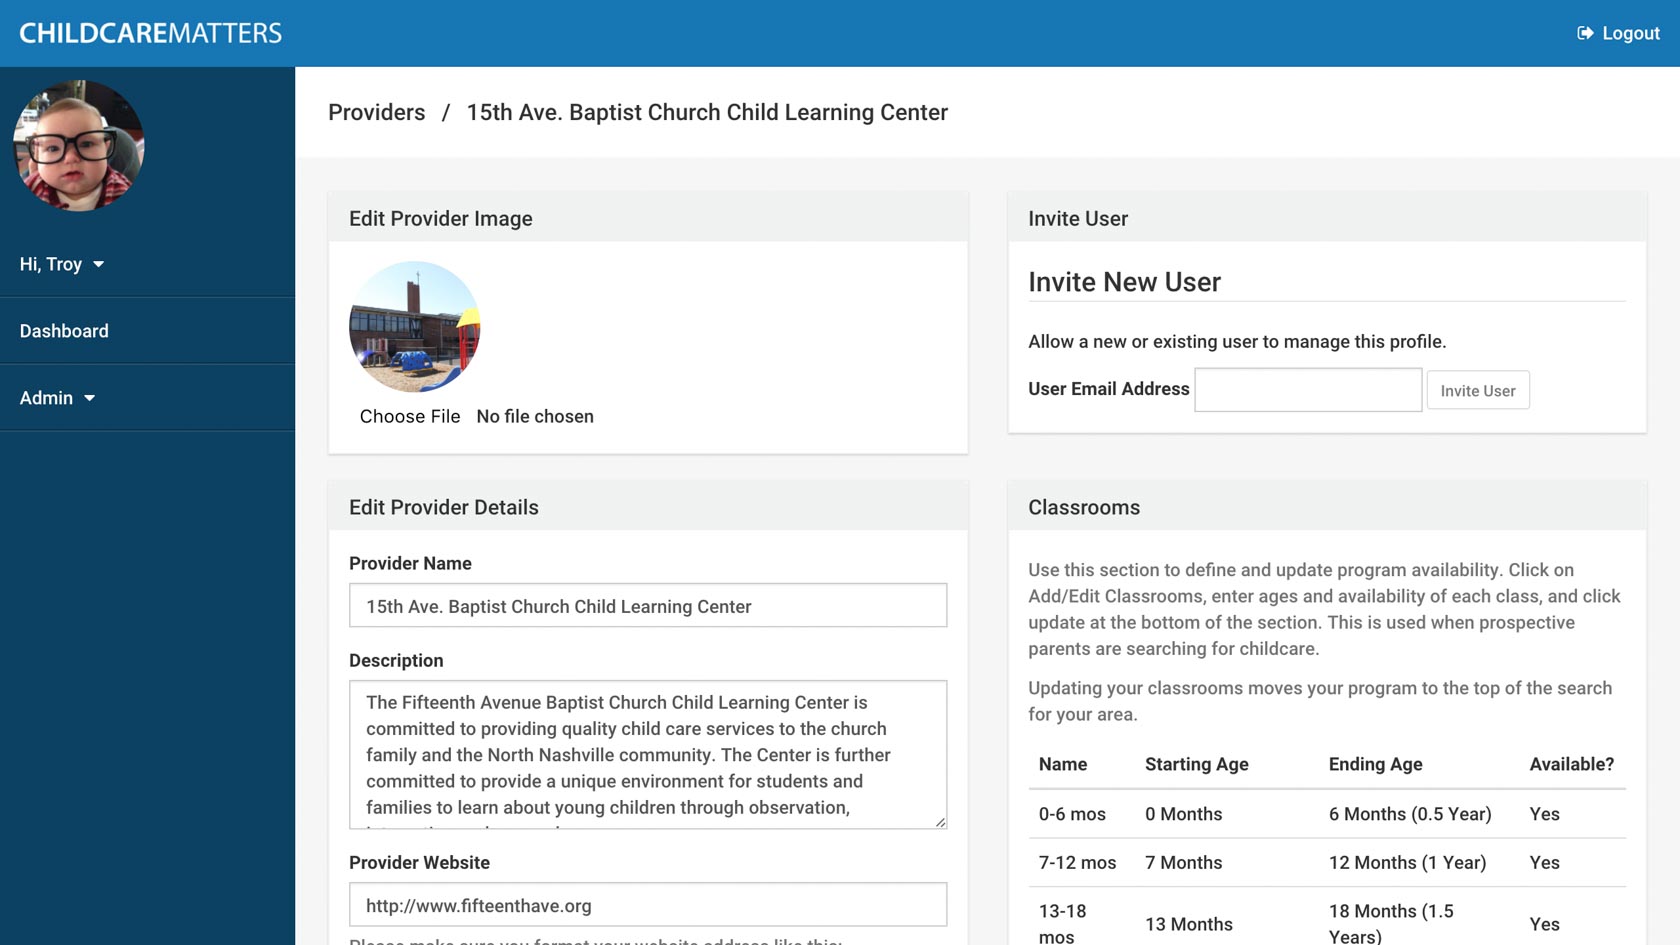 CHILDCAREMATTERS
Logout
Hi, Troy
Dashboard
Admin
Providers / 15th Ave. Baptist Church Child Learning Center
Edit Provider Image
Choose File No file chosen
Edit Provider Details
Provider Name
15th Ave. Baptist Church Child Learning Center
Description
The Fifteenth Avenue Baptist Church Child Learning Center is
committed to providing quality child care services to the church
family and the North Nashville community. The Center is further
committed to provide a unique environment for students and
families to learn about young children through observation,
Provider Website
http://www.fifteenthave.org
Please make sure you format your website address like this:
Invite User
Invite New User
Allow a new or existing user to manage this profile.
User Email Address Invite User
Classrooms
Use this section to define and update program availability. Click on
Add/Edit Classrooms, enter ages and availability of each class, and click
update at the bottom of the section. This is used when prospective
parents are searching for childcare.
Updating your classrooms moves your program to the top of the search
for your area.
Name Starting Age Ending Age Available?
0-6 mos 0 Months 6 Months (0.5 Year) Yes
7-12 mos 7 Months 12 Months (1 Year) Yes
13-18 mos 13 Months 18 Months (1.5 Years) Yes